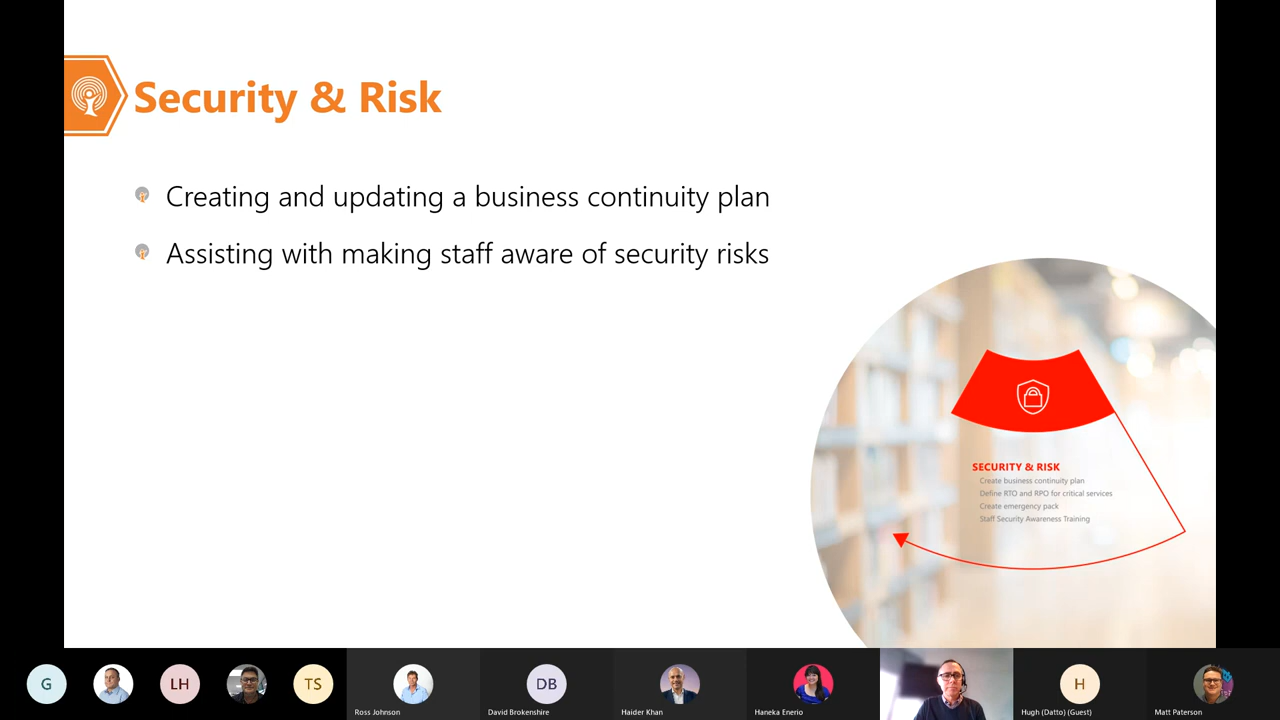 Security & Risk
Creating and updating a business continuity plan
Assisting with making staff aware of security risks
SECURITY & RISK
Create business continuity plan
Define RTO and RPO for critical services
Create emergency pack
Staff Security Awareness Training
G
LH
TS
Ross Johnson
DB
David Brokenshire
Haider Khan
Haneka Enerio
H
Hugh (Datto) (Guest)
Matt Paterson